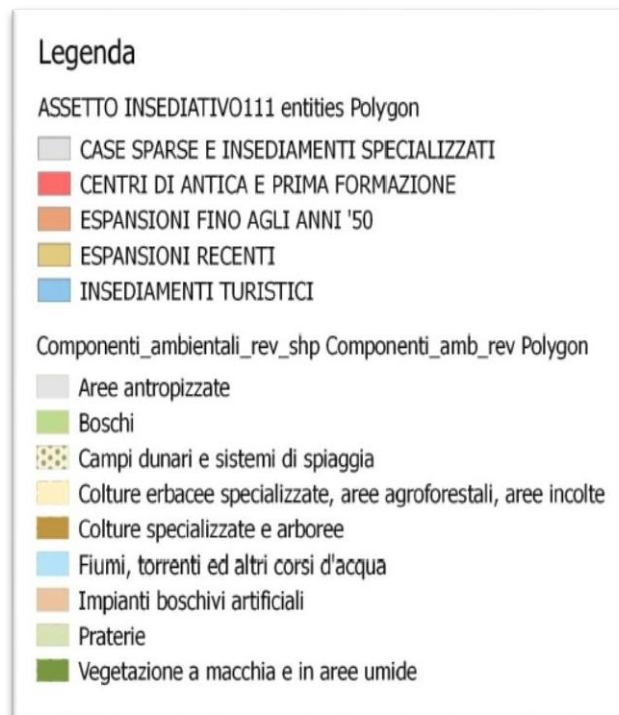 Legenda
ASSETTO INSEDIATIVO111 entities Polygon
CASE SPARSE E INSEDIAMENTI SPECIALIZZATI
CENTRI DI ANTICA E PRIMA FORMAZIONE
ESPANSIONI FINO AGLI ANNI '50
ESPANSIONI RECENTI
INSEDIAMENTI TURISTICI
Componenti_ambientali_rev_shp Componenti_amb_rev Polygon
Aree antropizzate
Boschi
Campi dunari e sistemi di spiaggia
Colture erbacee specializzate, aree agroforestali, aree incolte
Colture specializzate e arboree
Fiumi, torrenti ed altri corsi d'acqua
Impianti boschivi artificiali
Praterie
Vegetazione a macchia e in aree umide